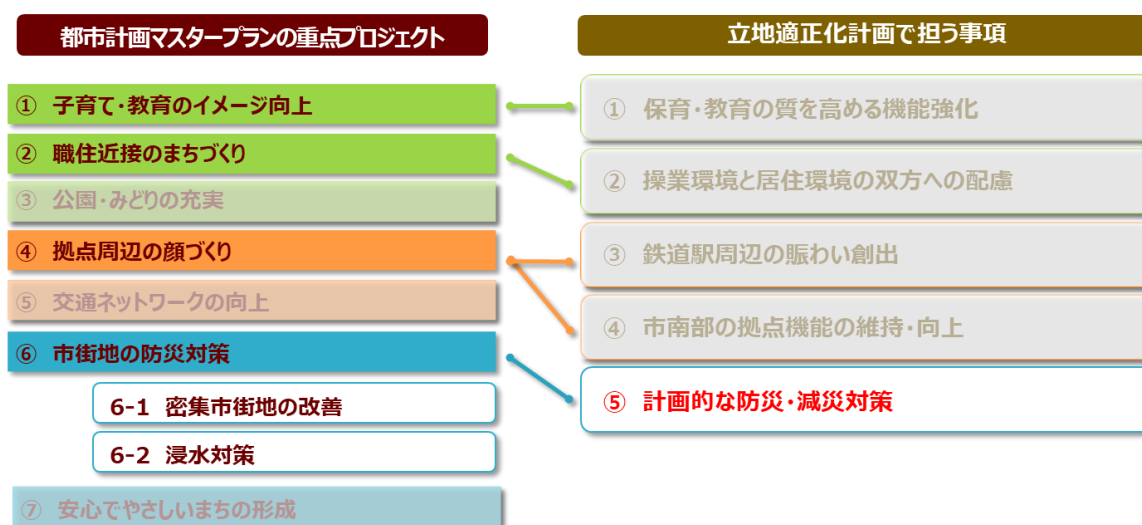 都市計画マスタープランの重点プロジェクト
① 子育て・教育のイメージ向上
② 職住近接のまちづくり
③ 公園・みどりの充実
④ 拠点周辺の顔づくり
⑤ 交通ネットワークの向上
⑥ 市街地の防災対策
6-1 密集市街地の改善
6-2 浸水対策
⑦ 安心でやさしいまちの形成
立地適正化計画で担う事項
① 保育・教育の質を高める機能強化
② 操業環境と居住環境の双方への配慮
③ 鉄道駅周辺の賑わい創出
④ 市南部の拠点機能の維持・向上
⑤ 計画的な防災・減災対策